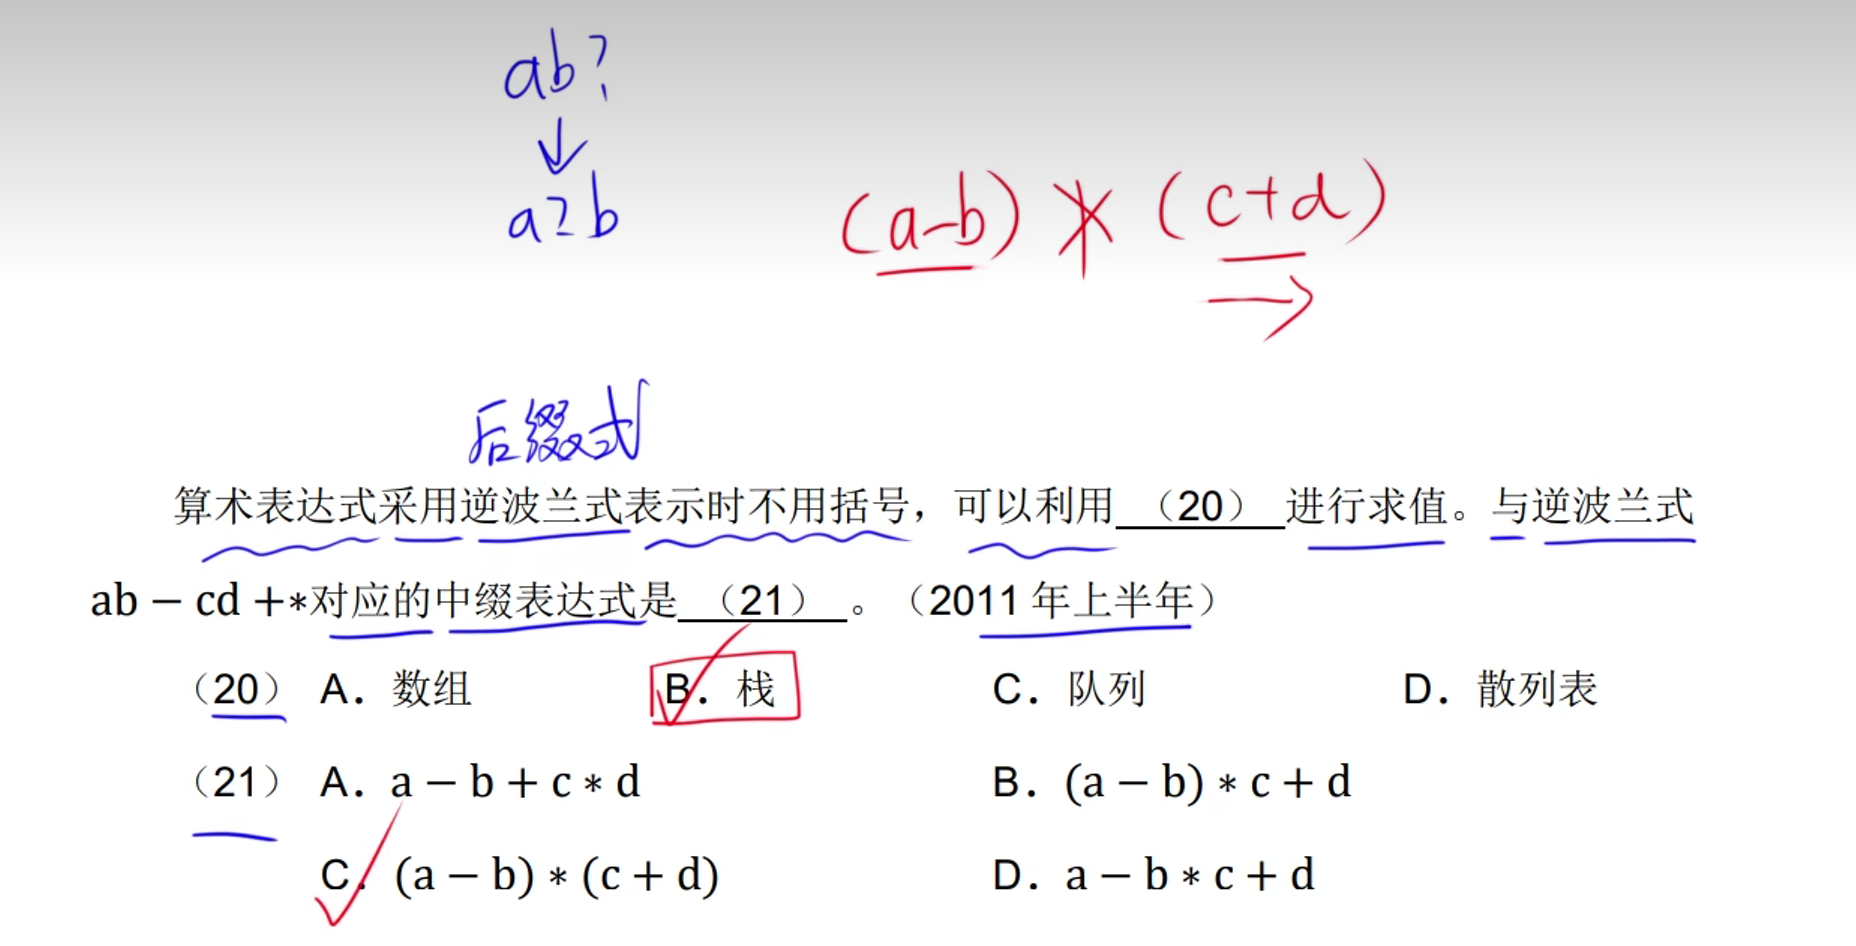 ab?
↓
a?b
(a-b) * (c+d)
→
后缀式
算术表达式采用逆波兰式表示时不用括号，可以利用 （20） 进行求值。与逆波兰式
ab − cd +∗对应的中缀表达式是 （21） 。（2011 年上半年）
（20） A．数组 B．栈 C．队列 D．散列表
（21） A．a − b + c ∗ d B．(a − b) ∗ c + d
C．(a − b) ∗ (c + d) D．a − b ∗ c + d